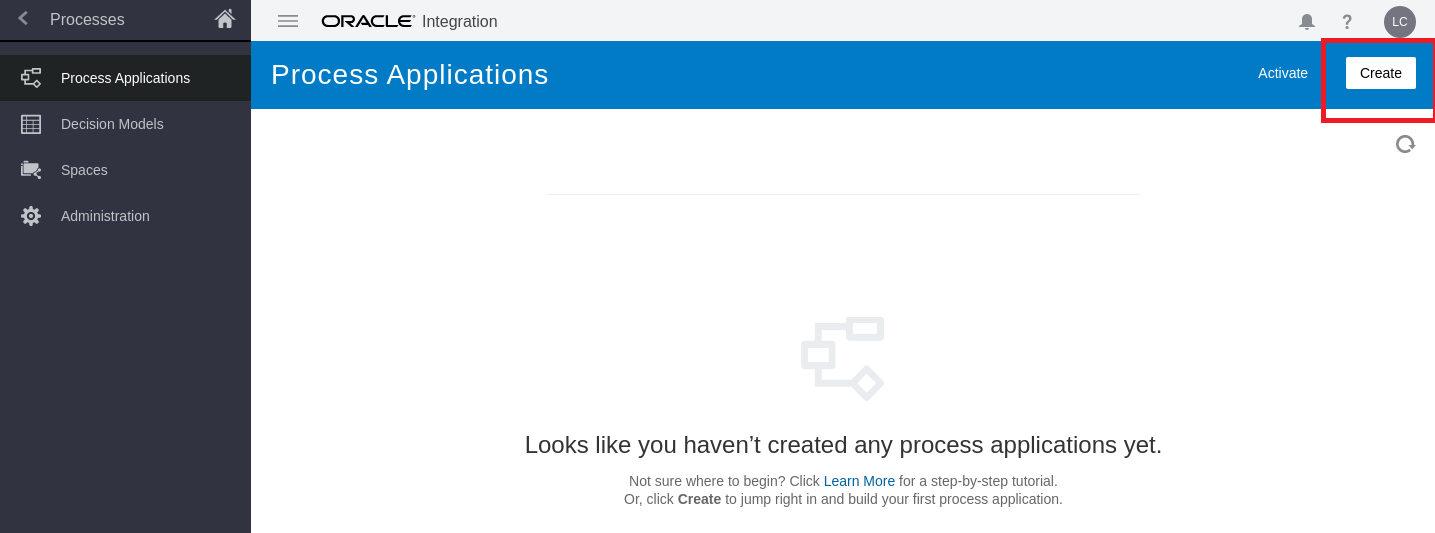 Processes
ORACLE® Integration
?
LC
Process Applications
Decision Models
Spaces
Administration
Process Applications
Activate
Create
Looks like you haven’t created any process applications yet.
Not sure where to begin? Click Learn More for a step-by-step tutorial.
Or, click Create to jump right in and build your first process application.